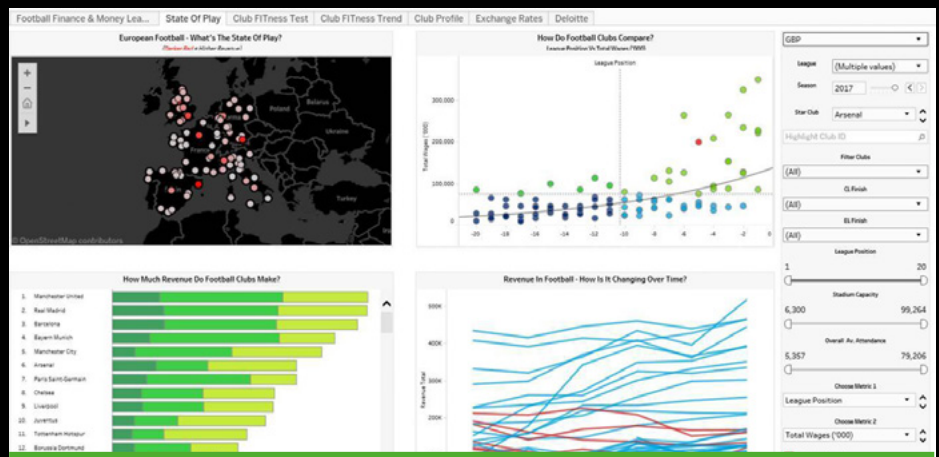 Football Finance & Money Lea... State Of Play Club FITness Test Club FITness Trend Club Profile Exchange Rates Deloitte
European Football - What's The State Of Play?
(Darker Red = Higher Revenue)
+
−
Poland
Belarus
Ukraine
France
Turkey
© OpenStreetMap contributors
How Do Football Clubs Compare?
League Position Vs Total Wages ('000)
League Position
Total Wages ('000)
300,000
200,000
100,000
0
-20 -18 -16 -14 -12 -10 -8 -6 -4 -2 0
GBP
League (Multiple values)
Season 2017
Star Club Arsenal
Highlight Club ID
Filter Clubs
(All)
CL Finish
(All)
EL Finish
(All)
League Position
1 20
Stadium Capacity
6,300 99,264
Overall Av. Attendance
5,357 79,206
Choose Metric 1
League Position
Choose Metric 2
Total Wages ('000)
How Much Revenue Do Football Clubs Make?
1. Manchester United
2. Real Madrid
3. Barcelona
4. Bayern Munich
5. Manchester City
6. Arsenal
7. Paris Saint-Germain
8. Chelsea
9. Liverpool
10. Juventus
11. Tottenham Hotspur
12. Borussia Dortmund
Revenue In Football - How Is It Changing Over Time?
Revenue Total
500K
400K
300K
200K